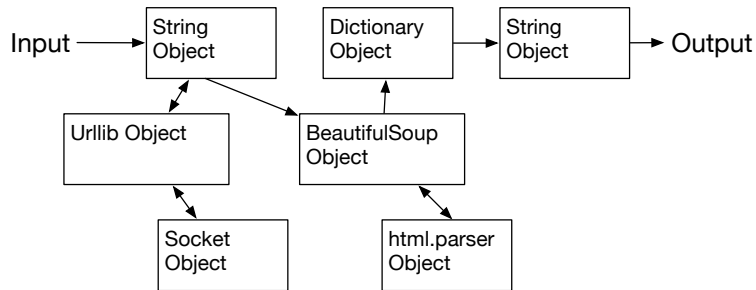 Input
String
Object
Dictionary
Object
String
Object
Output
Urllib Object
BeautifulSoup
Object
Socket
Object
html.parser
Object